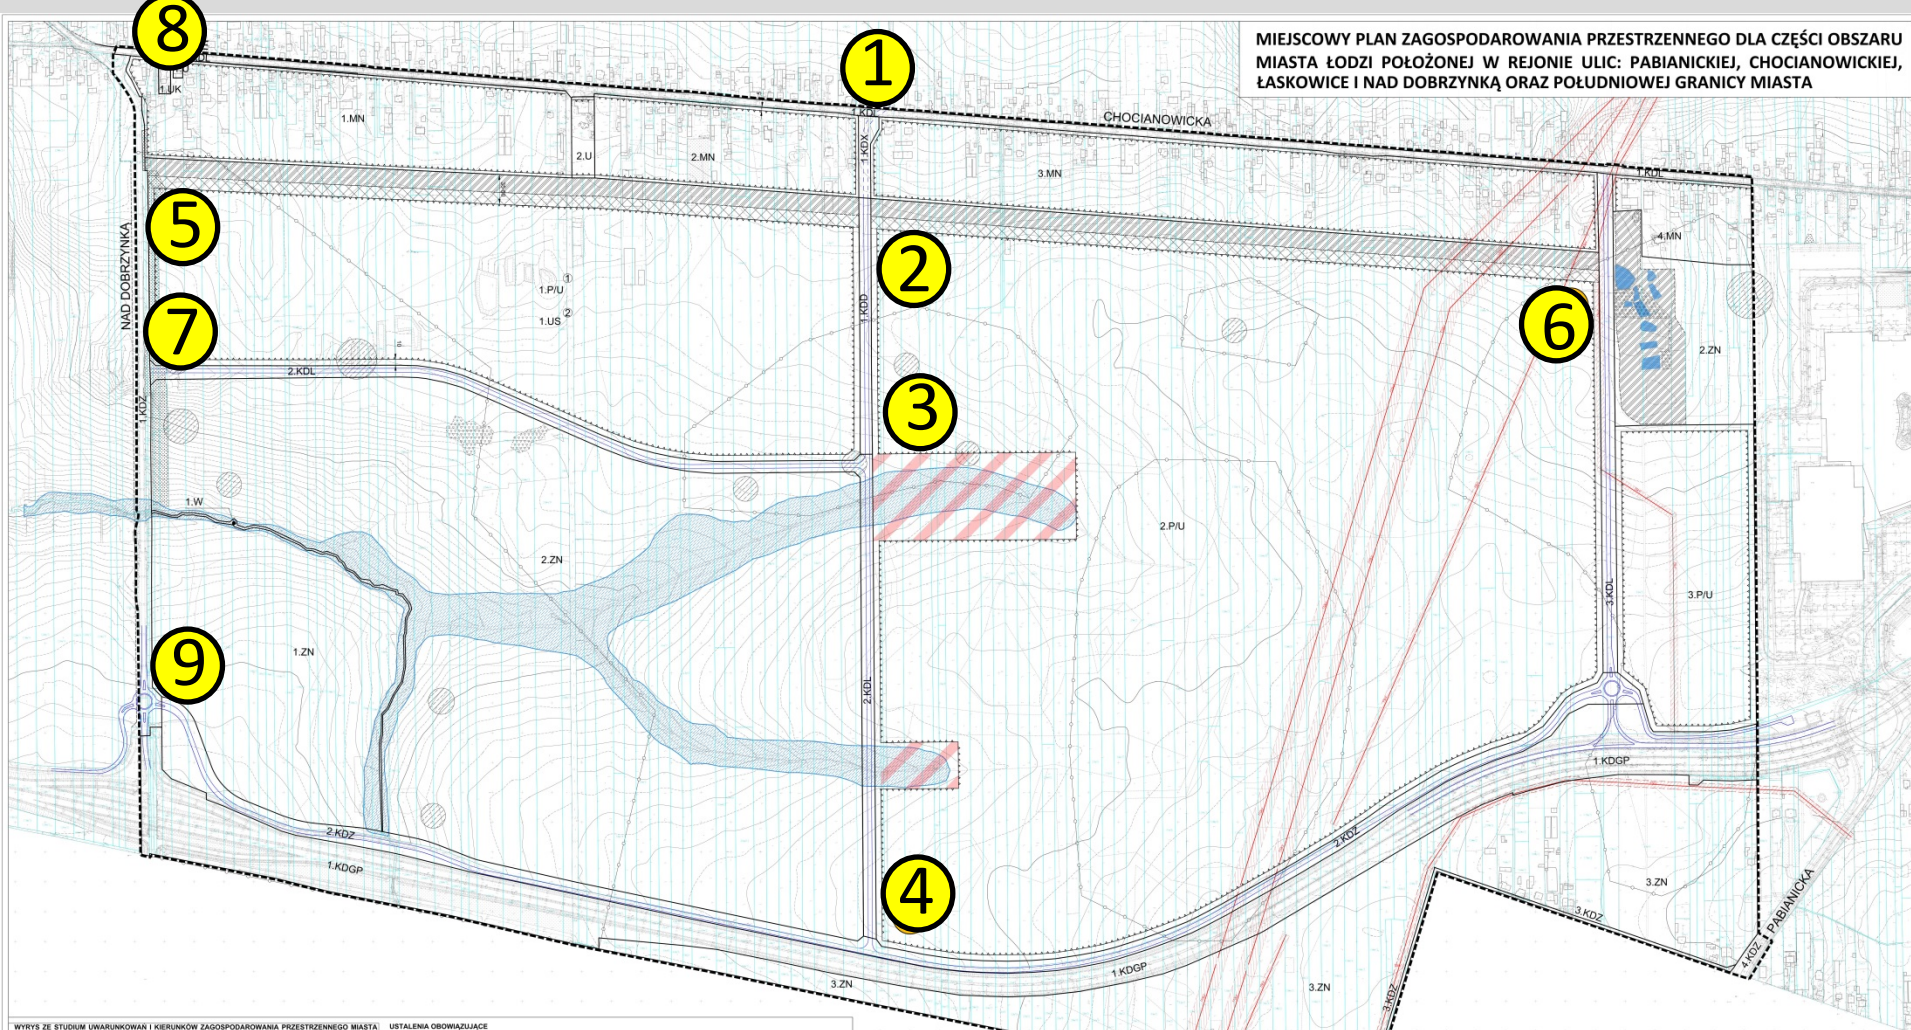 MIEJSCOWY PLAN ZAGOSPODAROWANIA PRZESTRZENNEGO DLA CZĘŚCI OBSZARU
MIASTA ŁODZI POŁOŻONEJ W REJONIE ULIC: PABIANICKIEJ, CHOCIANOWICKIEJ,
ŁASKOWICE I NAD DOBRZYNKĄ ORAZ POŁUDNIOWEJ GRANICY MIASTA
8
1
1.UK
1.MN
1.KDL
CHOCIANOWICKA
2.U
2.MN
1.KDX
3.MN
1.KDL
5
NAD DOBRZYNKĄ
4.MN
2
1.P/U 1
1.US 2
1.KDD
6
7
2.KDL
2.ZN
1.KDZ
3
1.W
2.P/U
2.ZN
3.KDL
3.P/U
9
1.ZN
2.KDL
1.KDGP
2.KDZ
2.KDZ
1.KDGP
4
3.ZN
3.KDZ
PABIANICKA
4.KDZ
1.KDGP
3.ZN
3.ZN
3.KDZ
WYRYS ZE STUDIUM UWARUNKOWAŃ I KIERUNKÓW ZAGOSPODAROWANIA PRZESTRZENNEGO MIASTA
USTALENIA OBOWIĄZUJĄCE